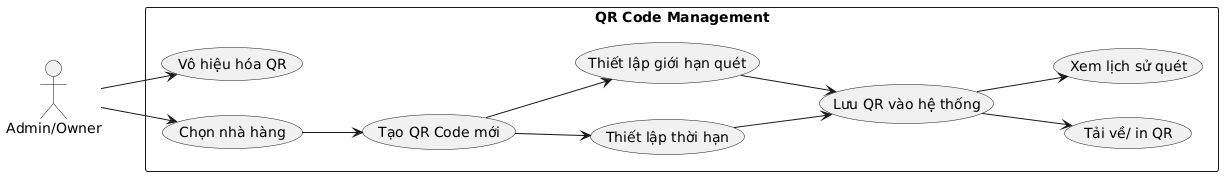 QR Code Management
Admin/Owner
Vô hiệu hóa QR
Chọn nhà hàng
Tạo QR Code mới
Thiết lập giới hạn quét
Thiết lập thời hạn
Lưu QR vào hệ thống
Xem lịch sử quét
Tải về/ in QR